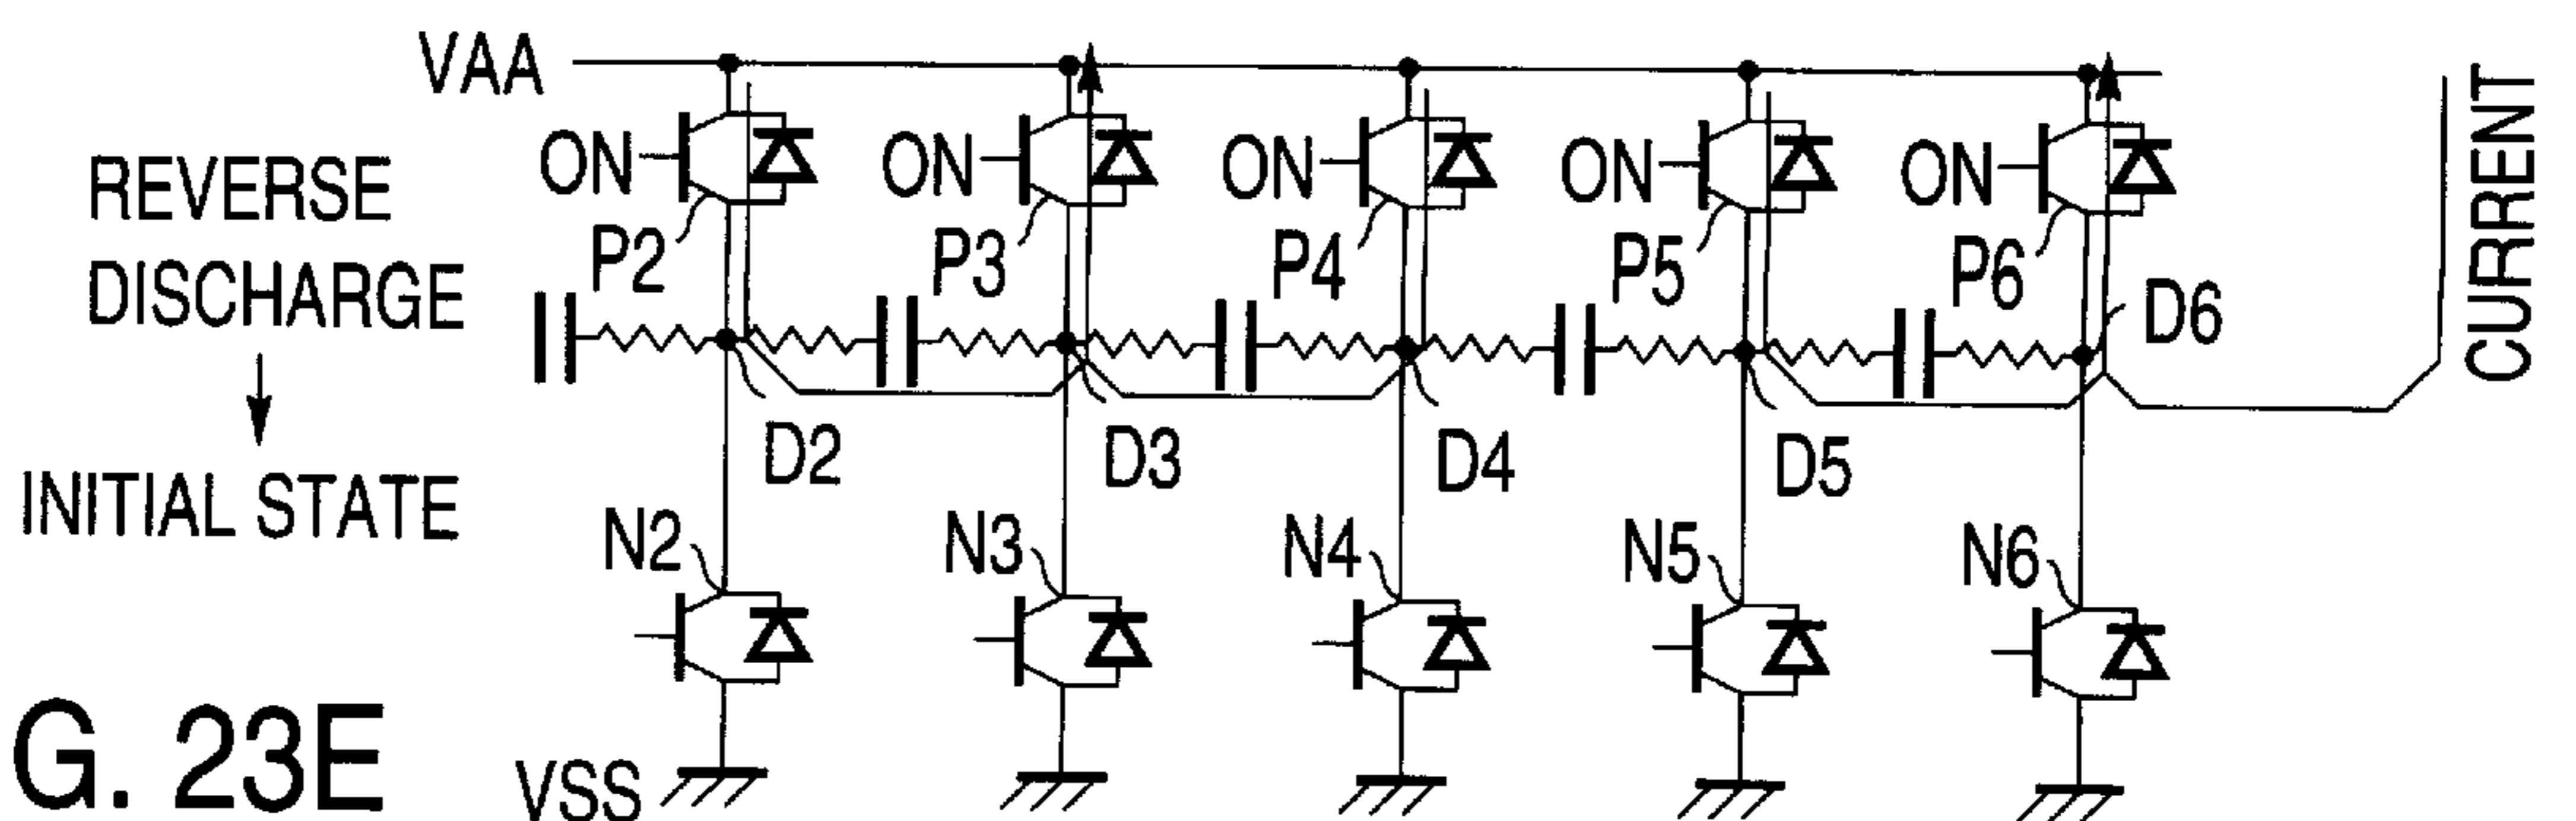 VAA
REVERSE
DISCHARGE
INITIAL STATE
ON ON ON ON ON
P2 P3 P4 P5 P6
D2 D3 D4 D5 D6
N2 N3 N4 N5 N6
VSS
CURRENT
G. 23E